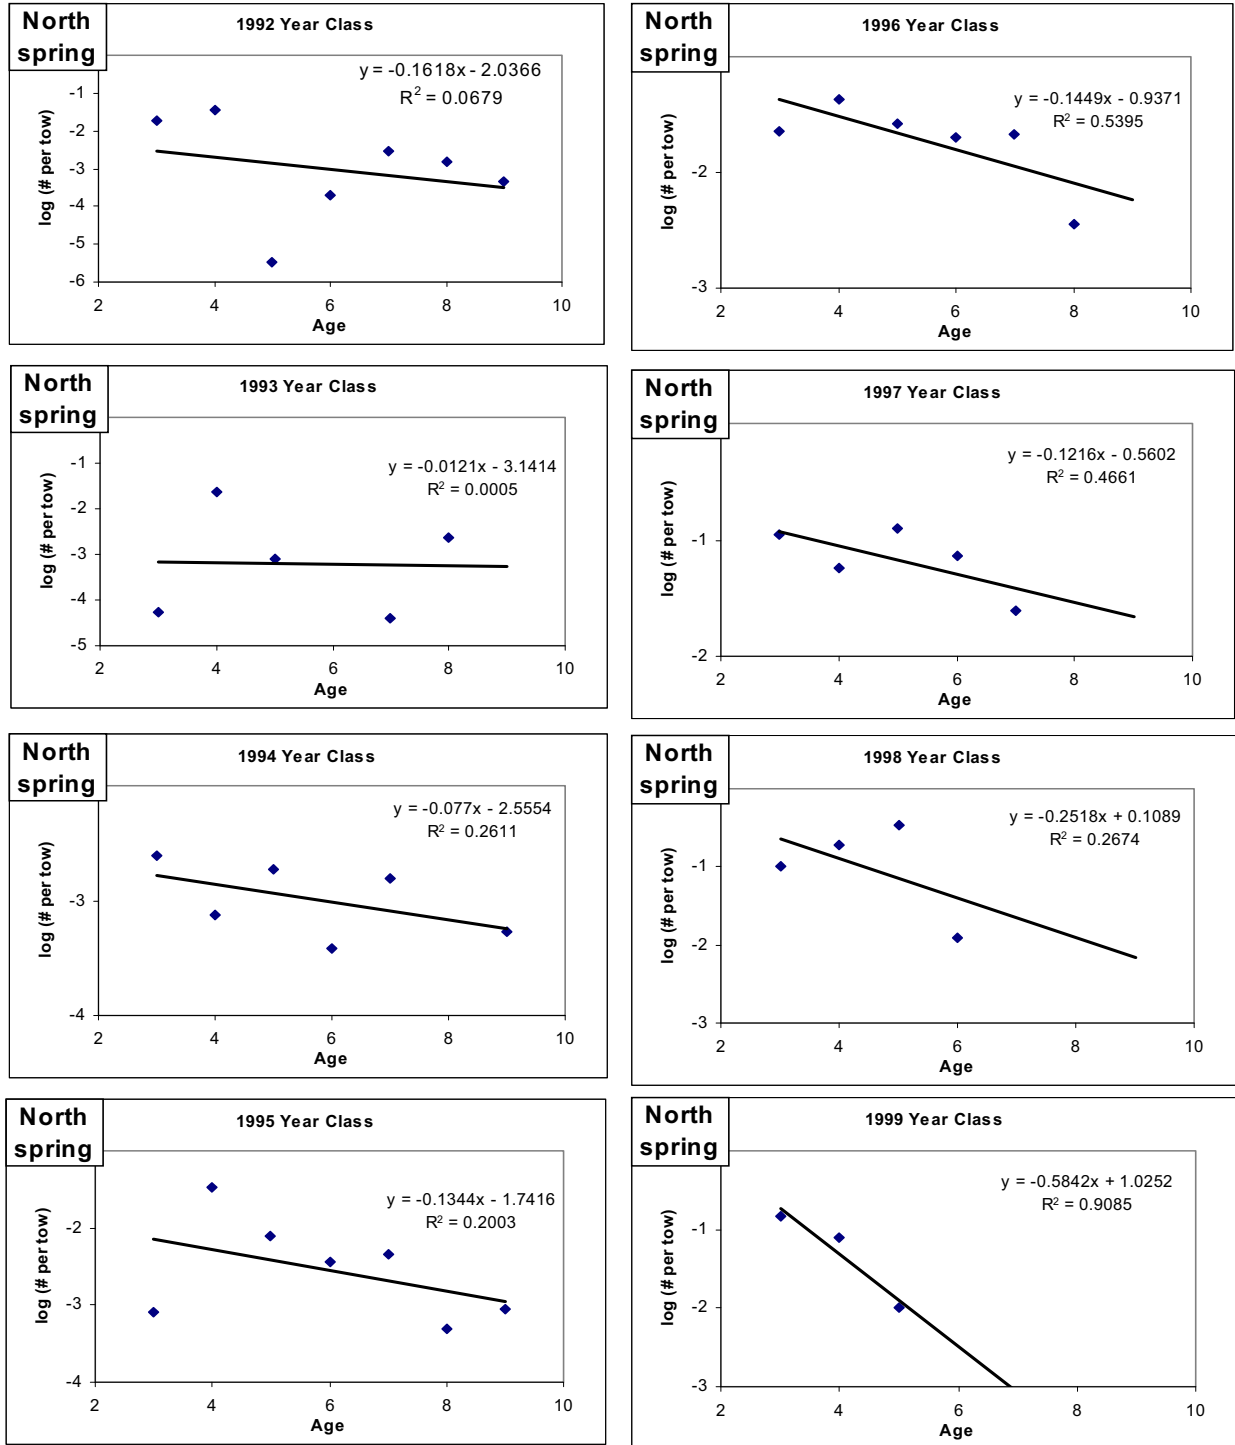 North
spring
1992 Year Class
y = -0.1618x - 2.0366
R² = 0.0679
log (# per tow)
-1
-2
-3
-4
-5
-6
2 4 6 8 10
Age
North
spring
1996 Year Class
y = -0.1449x - 0.9371
R² = 0.5395
log (# per tow)
-2
-3
2 4 6 8 10
Age
North
spring
1993 Year Class
y = -0.0121x - 3.1414
R² = 0.0005
log (# per tow)
-1
-2
-3
-4
-5
2 4 6 8 10
Age
North
spring
1997 Year Class
y = -0.1216x - 0.5602
R² = 0.4661
log (# per tow)
-1
-2
2 4 6 8 10
Age
North
spring
1994 Year Class
y = -0.077x - 2.5554
R² = 0.2611
log (# per tow)
-3
-4
2 4 6 8 10
Age
North
spring
1998 Year Class
y = -0.2518x + 0.1089
R² = 0.2674
log (# per tow)
-1
-2
-3
2 4 6 8 10
Age
North
spring
1995 Year Class
y = -0.1344x - 1.7416
R² = 0.2003
log (# per tow)
-2
-3
-4
2 4 6 8 10
Age
North
spring
1999 Year Class
y = -0.5842x + 1.0252
R² = 0.9085
log (# per tow)
-1
-2
-3
2 4 6 8 10
Age